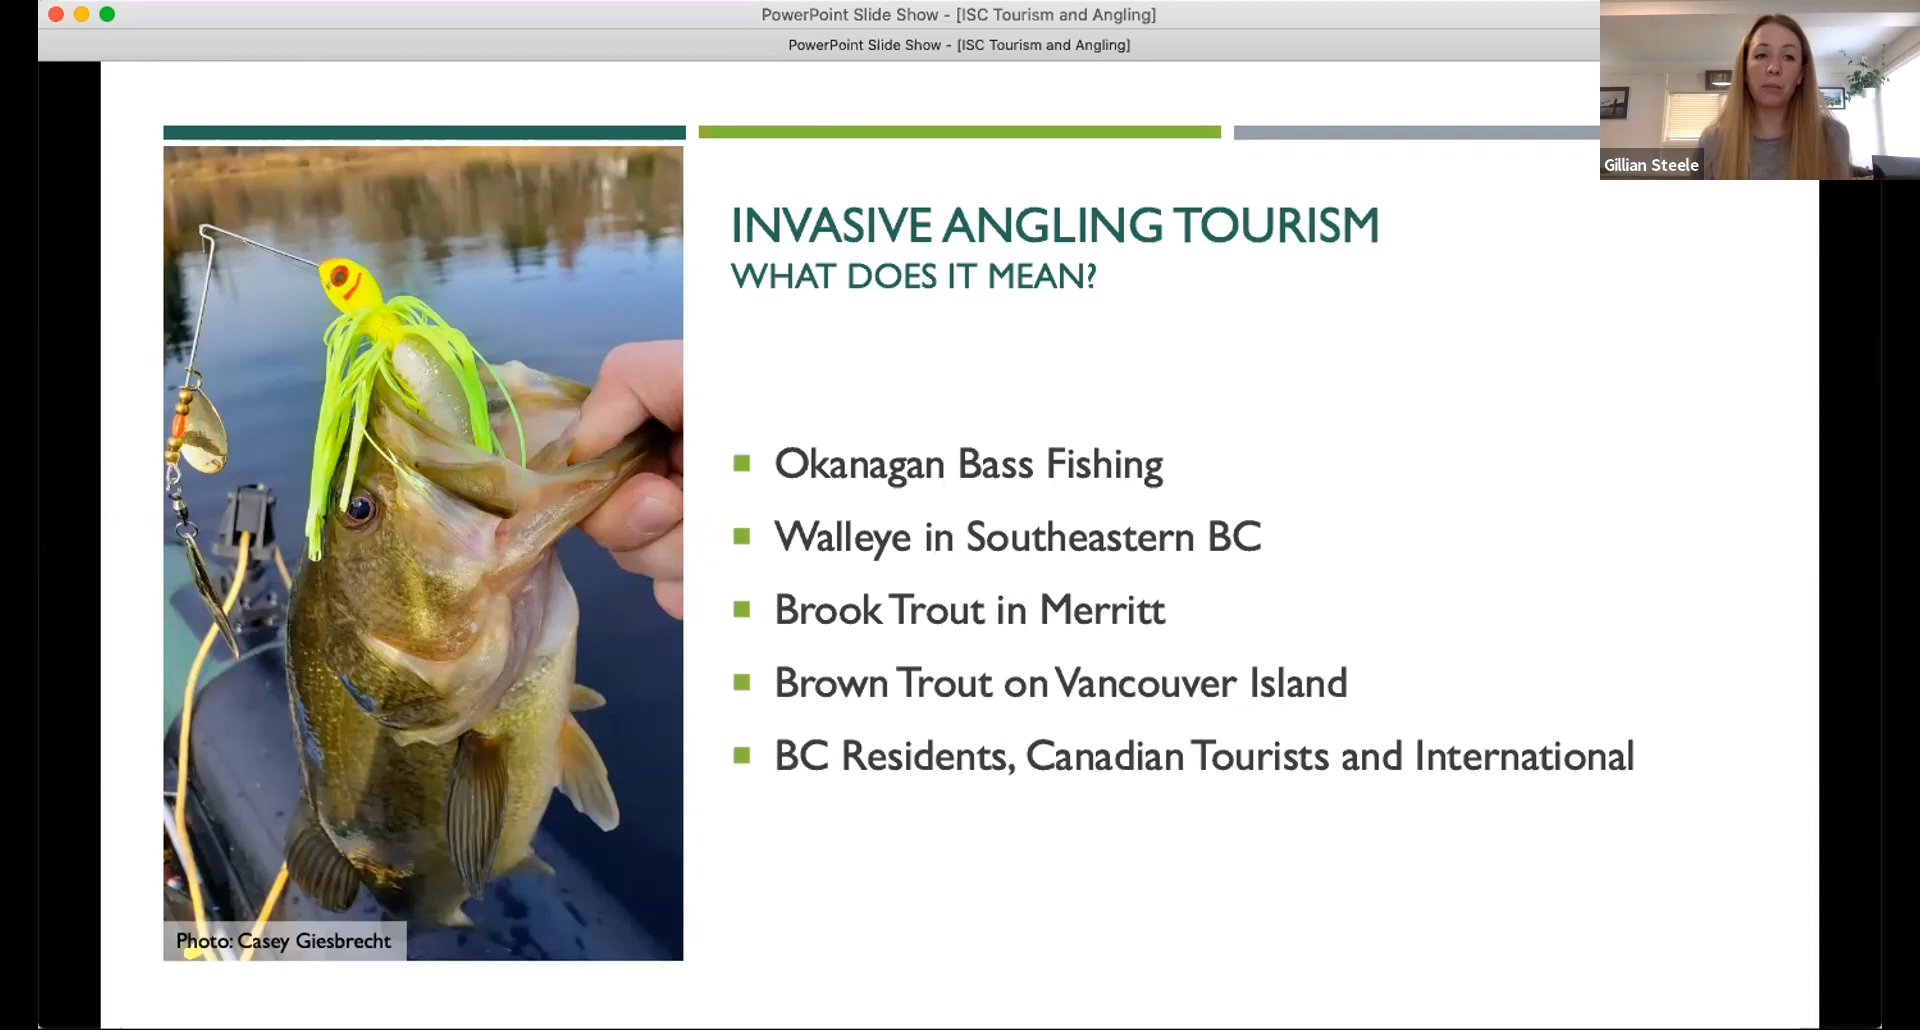 PowerPoint Slide Show - [ISC Tourism and Angling]
PowerPoint Slide Show - [ISC Tourism and Angling]
Gillian Steele
INVASIVE ANGLING TOURISM
WHAT DOES IT MEAN?
Okanagan Bass Fishing
Walleye in Southeastern BC
Brook Trout in Merritt
Brown Trout on Vancouver Island
BC Residents, Canadian Tourists and International
Photo: Casey Giesbrecht